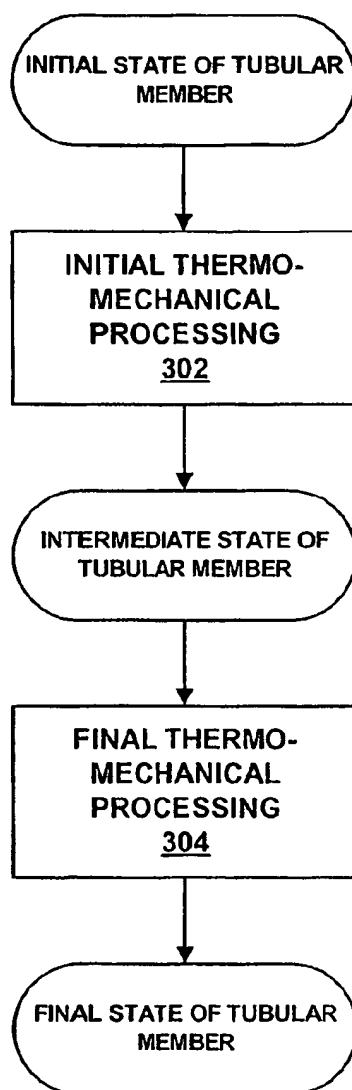 INITIAL STATE OF TUBULAR
MEMBER
INITIAL THERMO-
MECHANICAL
PROCESSING
302
INTERMEDIATE STATE OF
TUBULAR MEMBER
FINAL THERMO-
MECHANICAL
PROCESSING
304
FINAL STATE OF TUBULAR
MEMBER